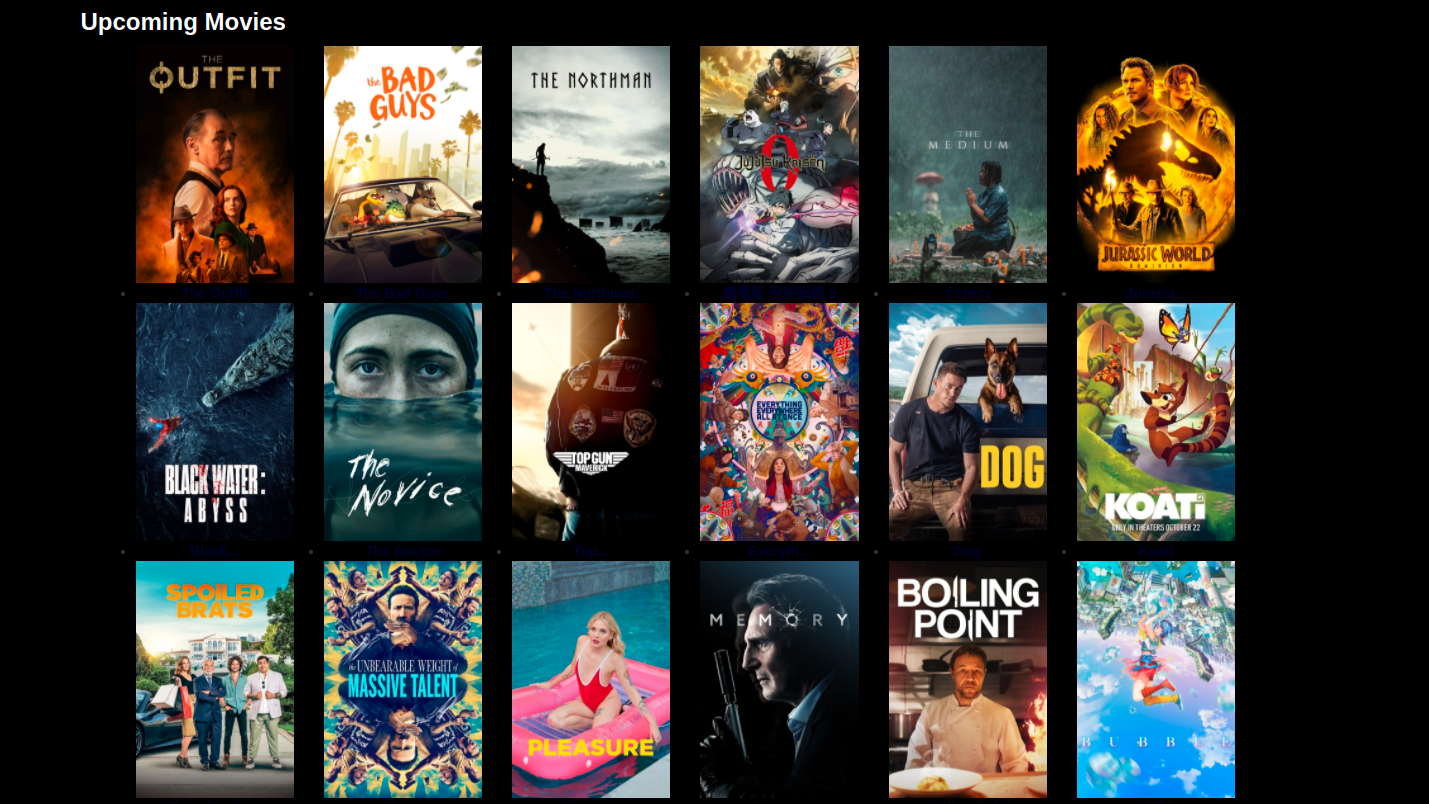 Upcoming Movies
THE
OUTFIT
the BAD
GUYS
THE NORTHMAN
0
JuJutsu Kaisen
THE
MEDIUM
JURASSIC WORLD
DOMINION
The Outfit
The Bad Guys
The Northman
BLACK WATER:
ABYSS
The
Novice
TOP GUN
MAVERICK
EVERYTHING
EVERYWHERE
ALL AT ONCE
DOG
KOATI
ONLY IN THEATERS OCTOBER 22
Black...
The Novice
Top...
Everyth...
Dog
Koati
SPOILED
BRATS
the UNBEARABLE WEIGHT of
MASSIVE TALENT
PLEASURE
MEMORY
BOILING
POINT
BUBBLE